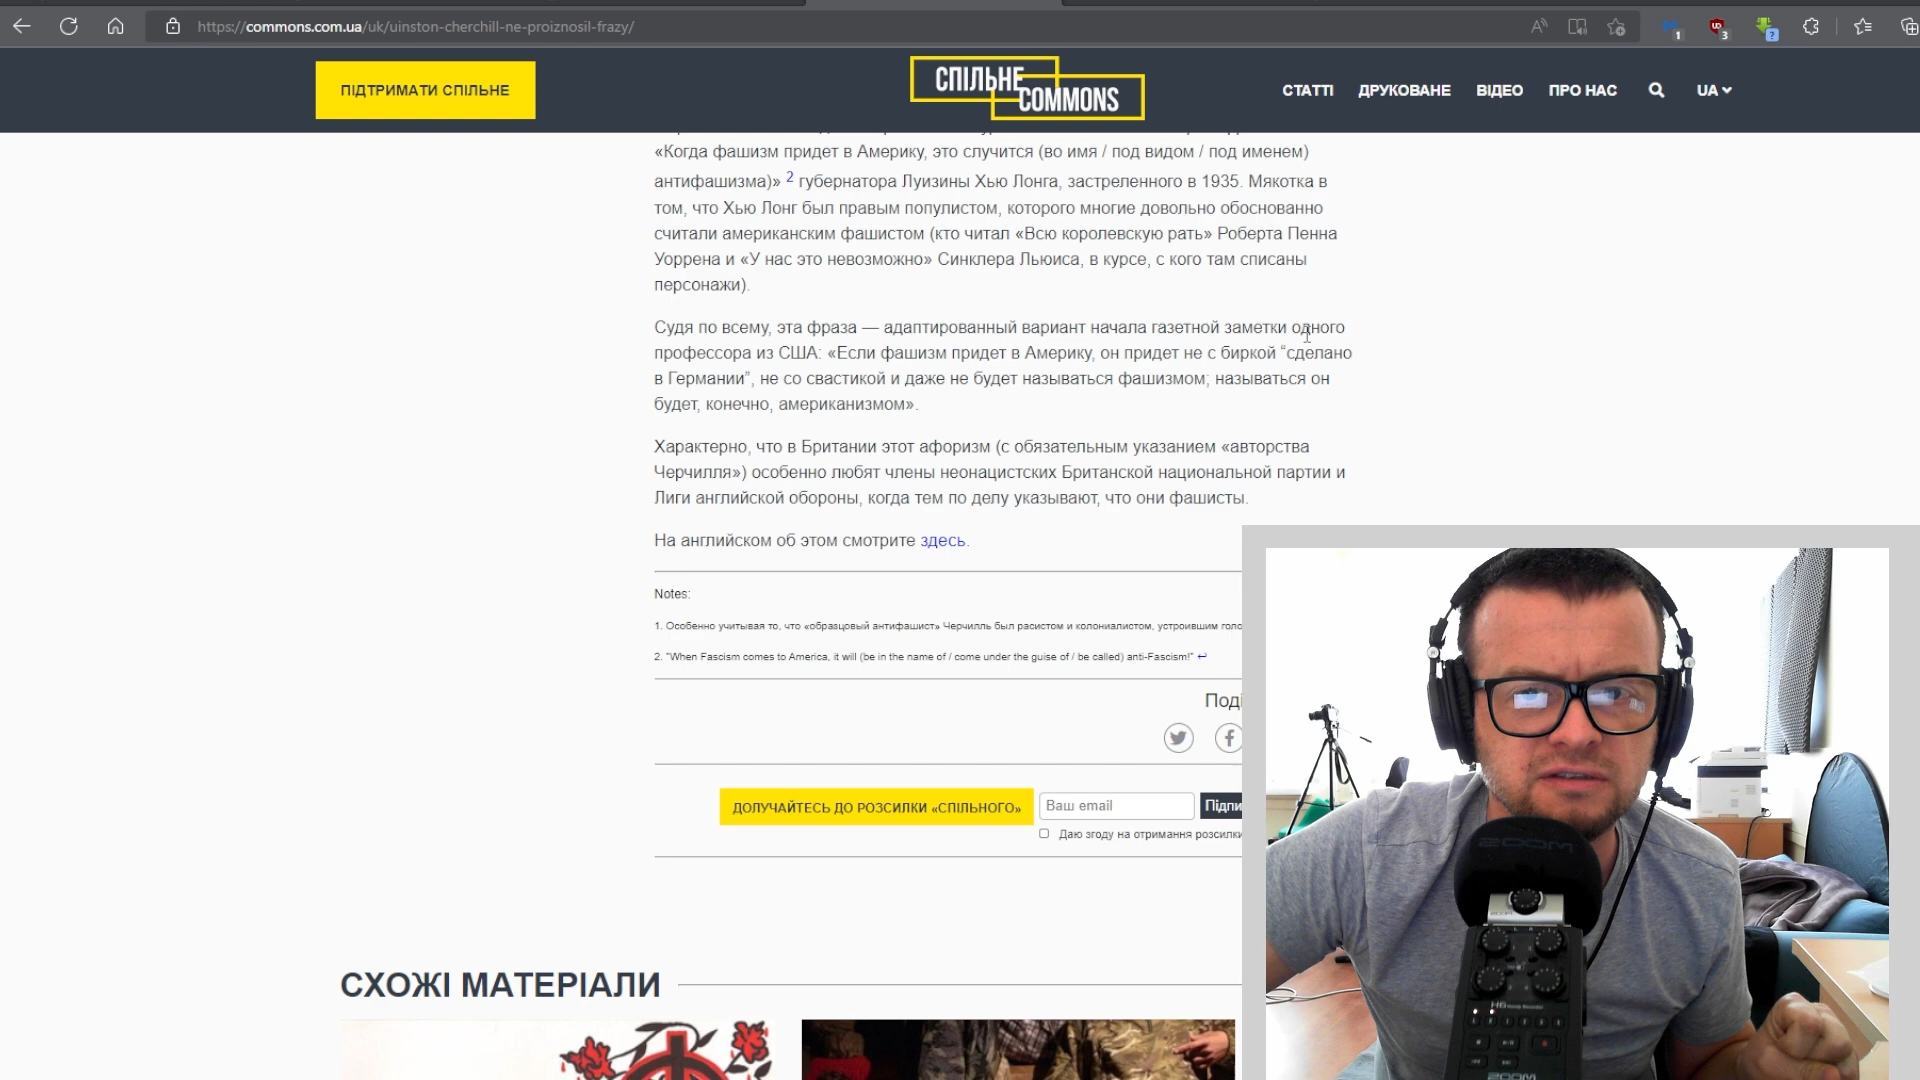 https://commons.com.ua/uk/uinston-cherchill-ne-proiznosil-frazy/
1
3
?
ПІДТРИМАТИ СПІЛЬНЕ
СПІЛЬНЕ
COMMONS
СТАТТІ
ДРУКОВАНЕ
ВІДЕО
ПРО НАС
UA
«Когда фашизм придет в Америку, это случится (во имя / под видом / под именем)
антифашизма)» 2 губернатора Луизины Хью Лонга, застреленного в 1935. Мякотка в
том, что Хью Лонг был правым популистом, которого многие довольно обоснованно
считали американским фашистом (кто читал «Всю королевскую рать» Роберта Пенна
Уоррена и «У нас это невозможно» Синклера Льюиса, в курсе, с кого там списаны
персонажи).
Судя по всему, эта фраза — адаптированный вариант начала газетной заметки одного
профессора из США: «Если фашизм придет в Америку, он придет не с биркой “сделано
в Германии”, не со свастикой и даже не будет называться фашизмом; называться он
будет, конечно, американизмом».
Характерно, что в Британии этот афоризм (с обязательным указанием «авторства
Черчилля») особенно любят члены неонацистских Британской национальной партии и
Лиги английской обороны, когда тем по делу указывают, что они фашисты.
На английском об этом смотрите здесь.
Notes:
1. Особенно учитывая то, что «образцовый антифашист» Черчилль был расистом и колониалистом, устроившим голо
2. "When Fascism comes to America, it will (be in the name of / come under the guise of / be called) anti-Fascism!" ↩
Поді
ДОЛУЧАЙТЕСЬ ДО РОЗСИЛКИ «СПІЛЬНОГО»
Ваш email
Підпи
Даю згоду на отримання розсилки
СХОЖІ МАТЕРІАЛИ
ZOOM
H6
ZOOM